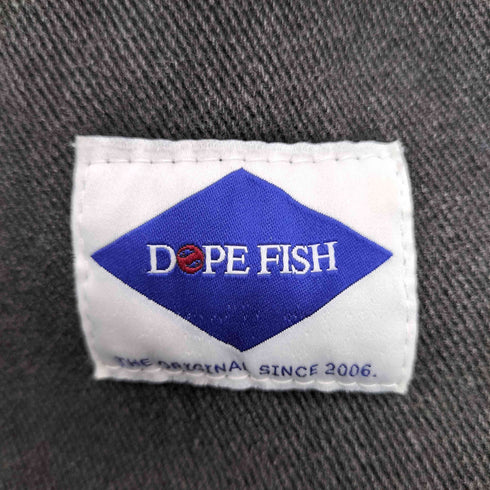 DOPE FISH
THE ORIGINAL SINCE 2006.